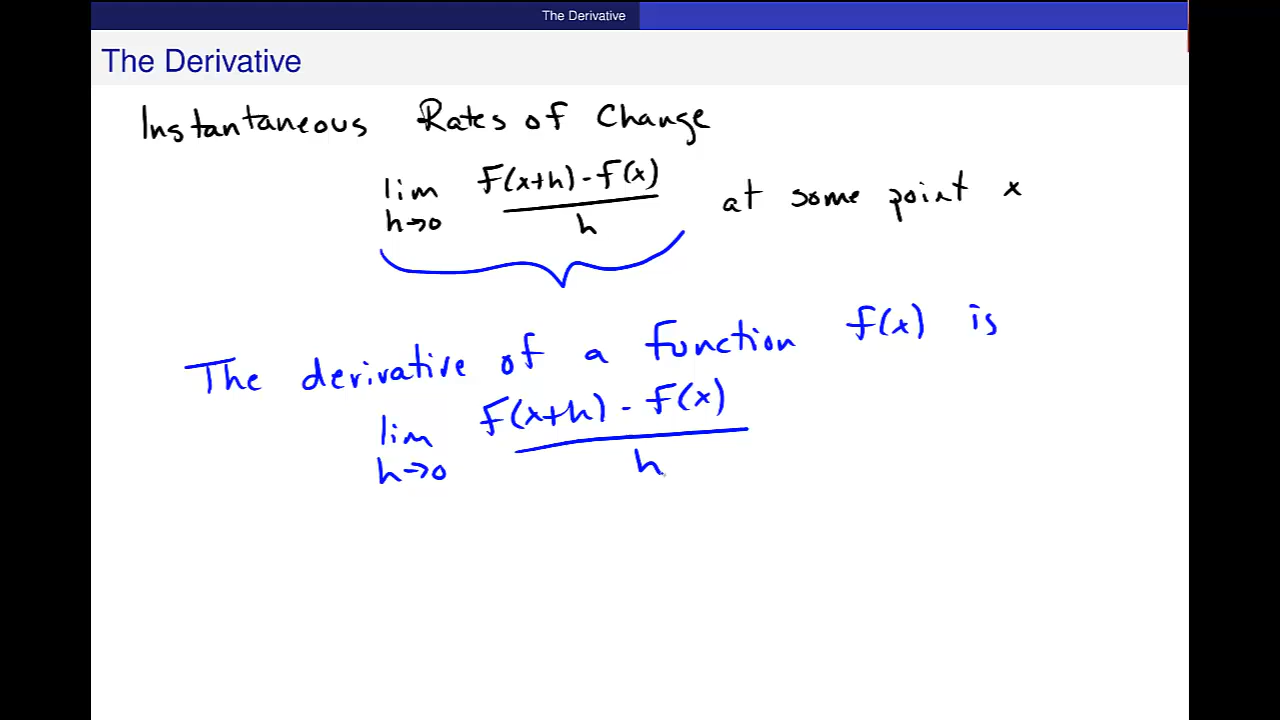 The Derivative
The Derivative
Instantaneous Rates of Change
lim h→0 f(x+h) - f(x) / h at some point x
The derivative of a function f(x) is
lim h→0 f(x+h) - f(x) / h